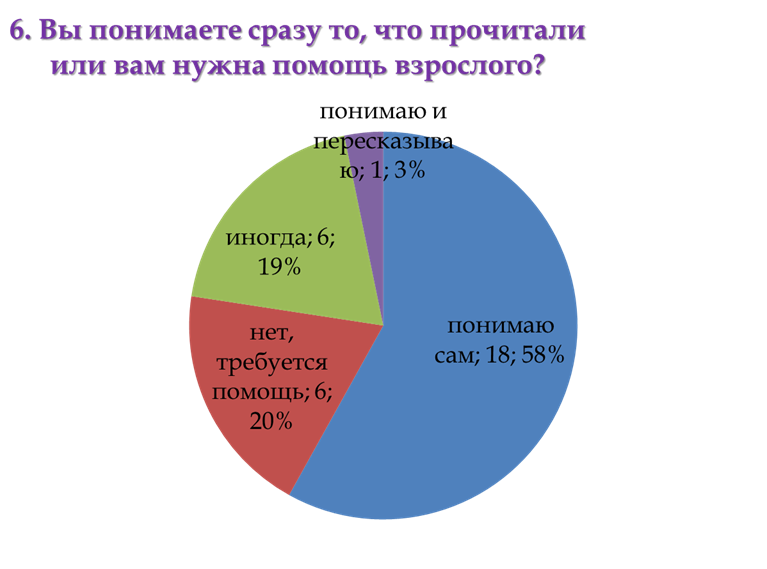 6. Вы понимаете сразу то, что прочитали
или вам нужна помощь взрослого?
понимаю и
пересказыва
ю; 1; 3%
иногда; 6;
19%
понимаю
сам; 18; 58%
нет,
требуется
помощь; 6;
20%